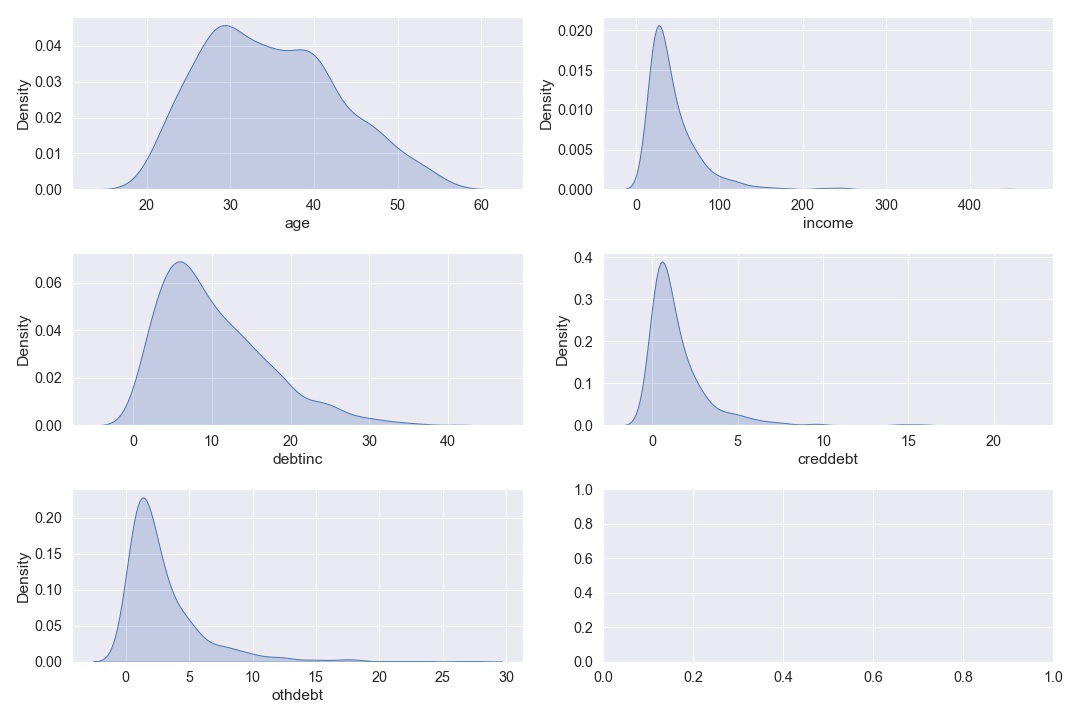 0.04
0.03
0.02
0.01
0.00
Density
20 30 40 50 60
age
0.020
0.015
0.010
0.005
0.000
Density
0 100 200 300 400
income
0.06
0.04
0.02
0.00
Density
0 10 20 30 40
debtinc
0.4
0.3
0.2
0.1
0.0
Density
0 5 10 15 20
creddebt
0.20
0.15
0.10
0.05
0.00
Density
0 5 10 15 20 25 30
othdebt
1.0
0.8
0.6
0.4
0.2
0.0
0.0 0.2 0.4 0.6 0.8 1.0